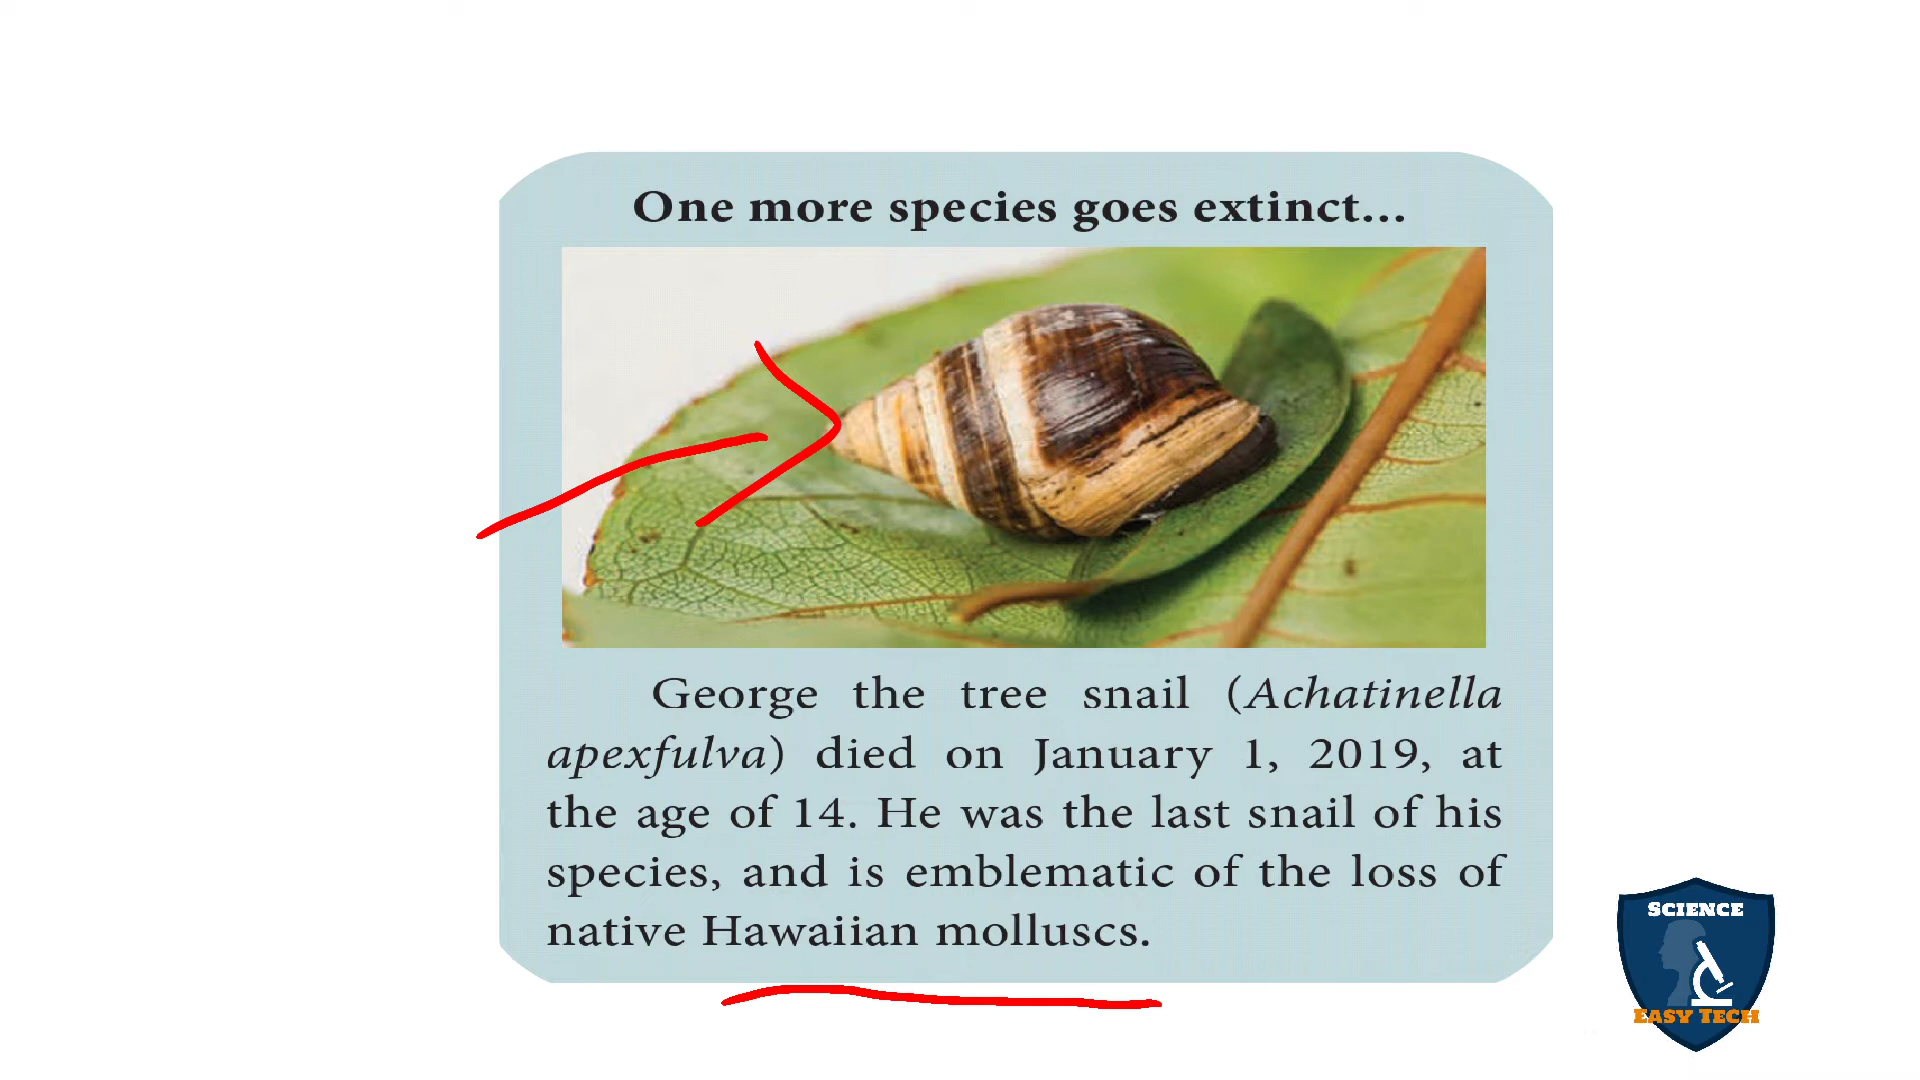 One more species goes extinct...
George the tree snail (Achatinella
apexfulva) died on January 1, 2019, at
the age of 14. He was the last snail of his
species, and is emblematic of the loss of
native Hawaiian molluscs.
SCIENCE
EASY TECH